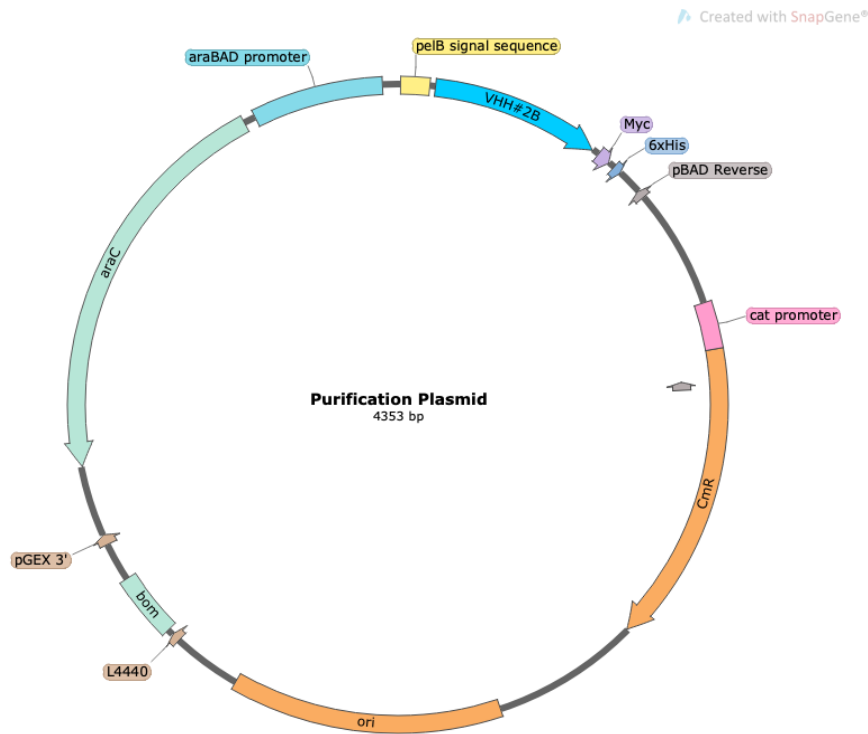 Created with SnapGene®
pelB signal sequence
araBAD promoter
VHH#2B
Myc
6xHis
pBAD Reverse
araC
cat promoter
Purification Plasmid
4353 bp
CmR
pGEX 3'
bom
L4440
ori